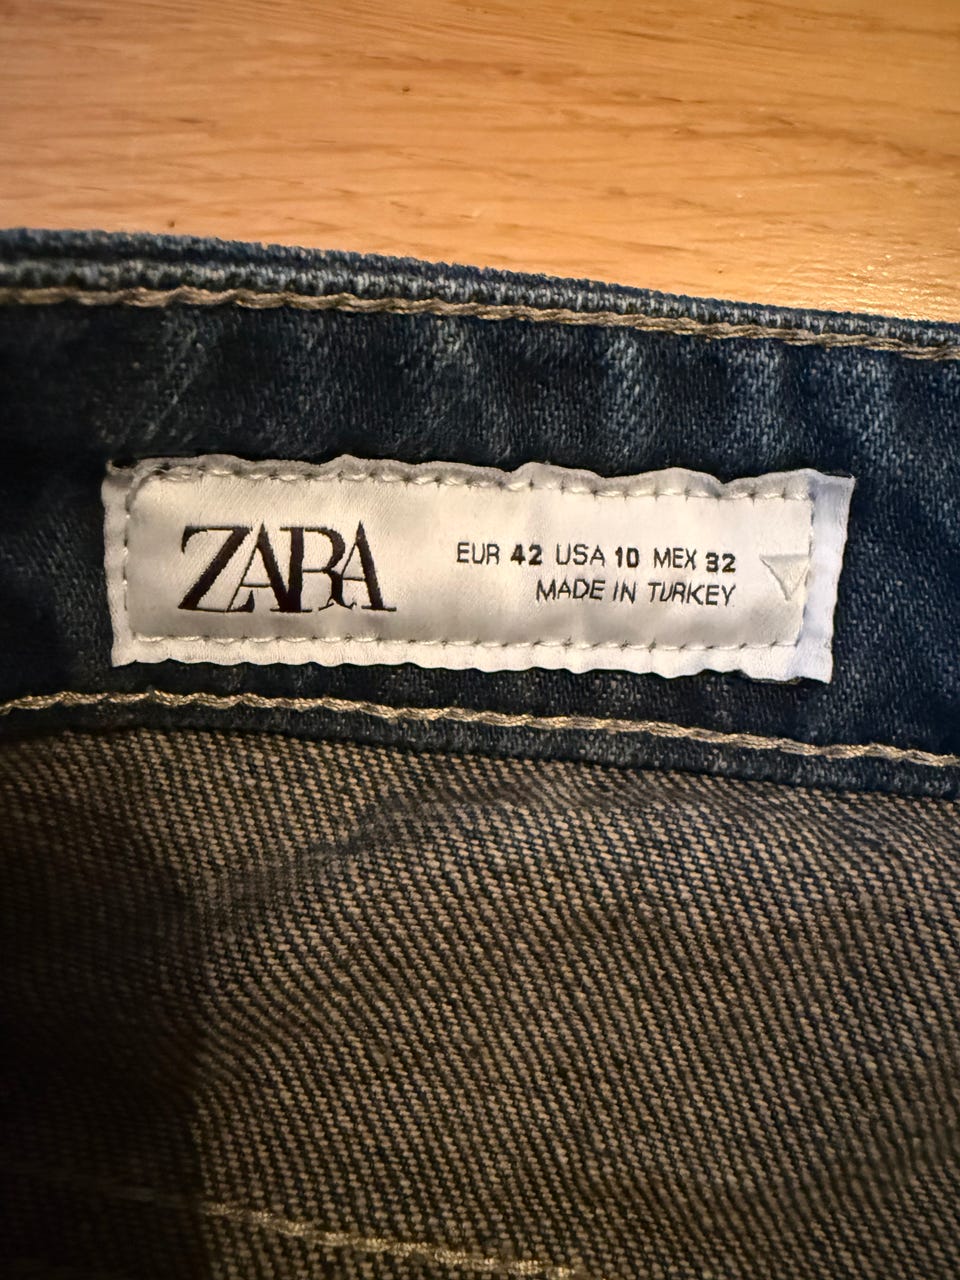 ZARA
EUR 42 USA 10 MEX 32
MADE IN TURKEY